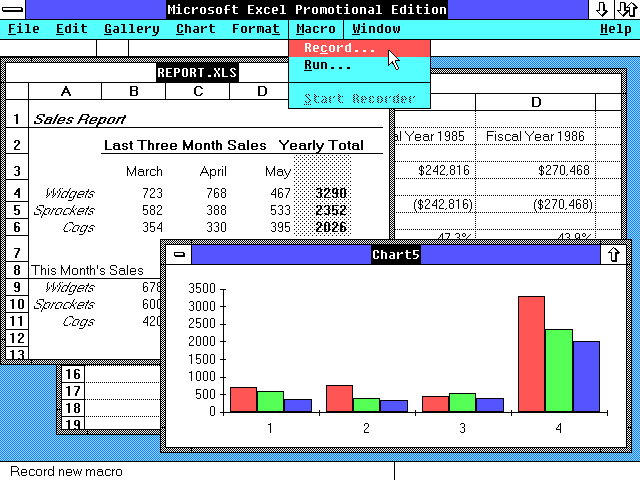 Microsoft Excel Promotional Edition
File Edit Gallery Chart Format Macro Window Help
Record...
Run...
Start Recorder
REPORT.XLS
A B C D
1 Sales Report
2 Last Three Month Sales Yearly Total
3 March April May
4 Widgets 723 768 467 3290
5 Sprockets 582 388 533 2352
6 Cogs 354 330 395 2026
7
8 This Month's Sales
9 Widgets 678
10 Sprockets 600
11 Cogs 420
12
13
D
al Year 1985 Fiscal Year 1986
$242,816 $270,468
($242,816) ($270,468)
47.3% 43.9%
16
17
18
19
Chart5
3500
3000
2500
2000
1500
1000
500
0
1 2 3 4
Record new macro